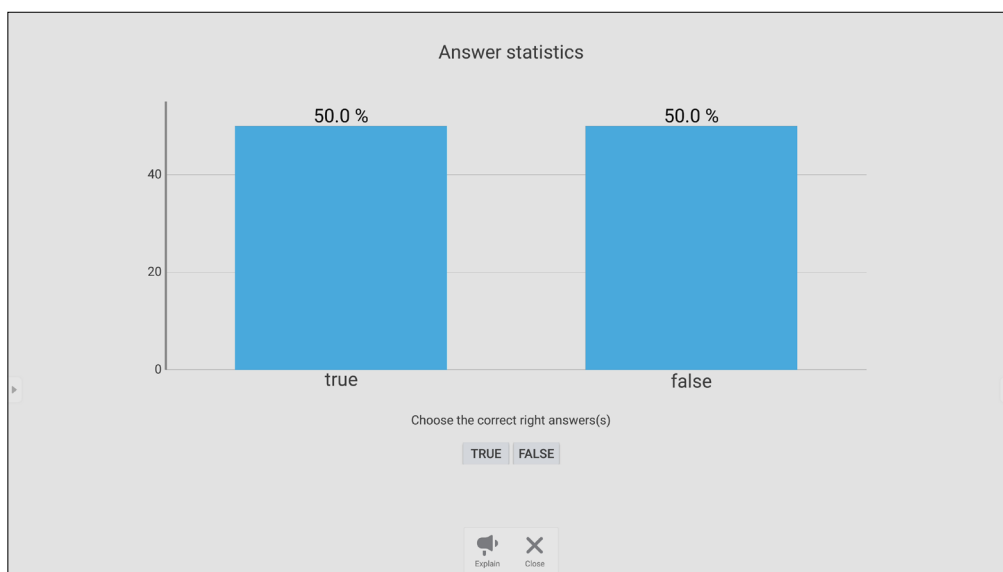 Answer statistics
50.0 % 50.0 %
40
20
0
true false
Choose the correct right answers(s)
TRUE FALSE
Explain Close